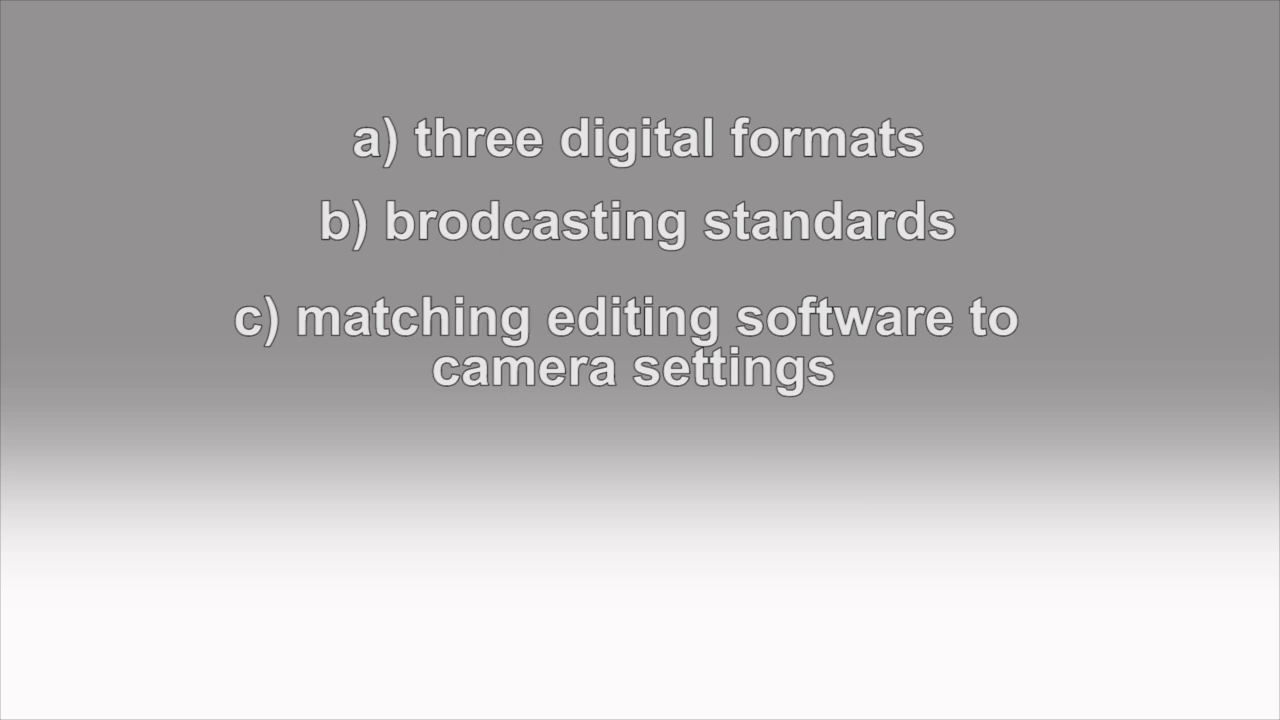 a) three digital formats
b) brodcasting standards
c) matching editing software to
camera settings